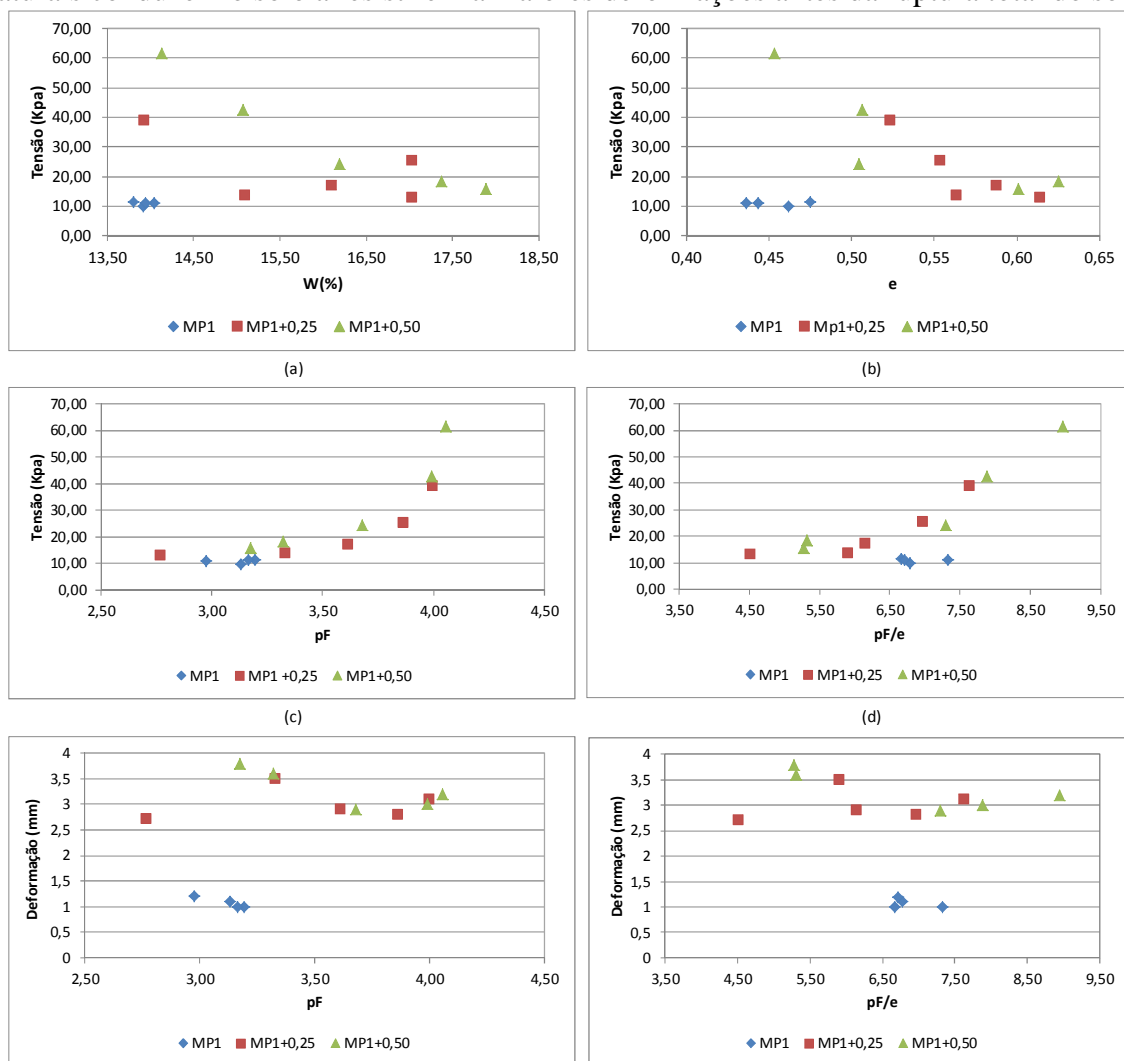 deformações antes da ruptura total do
70,00
60,00
50,00
40,00
30,00
20,00
10,00
0,00
Tensão (Kpa)
13,50 14,50 15,50 16,50 17,50 18,50
W(%)
MP1 MP1+0,25 MP1+0,50
(a)
70,00
60,00
50,00
40,00
30,00
20,00
10,00
0,00
Tensão (Kpa)
0,40 0,45 0,50 0,55 0,60 0,65
e
MP1 Mp1+0,25 MP1+0,50
(b)
70,00
60,00
50,00
40,00
30,00
20,00
10,00
0,00
Tensão (Kpa)
2,50 3,00 3,50 4,00 4,50
pF
MP1 MP1 +0,25 MP1+0,50
(c)
70,00
60,00
50,00
40,00
30,00
20,00
10,00
0,00
Tensão (Kpa)
3,50 4,50 5,50 6,50 7,50 8,50 9,50
pF/e
MP1 MP1+0,25 MP1+0,50
(d)
4
3,5
3
2,5
2
1,5
1
0,5
0
Deformação (mm)
2,50 3,00 3,50 4,00 4,50
pF
MP1 MP1+0,25 MP1+0,50
4
3,5
3
2,5
2
1,5
1
0,5
0
Deformação (mm)
3,50 4,50 5,50 6,50 7,50 8,50 9,50
pF/e
MP1 MP1+0,25 MP1+0,50